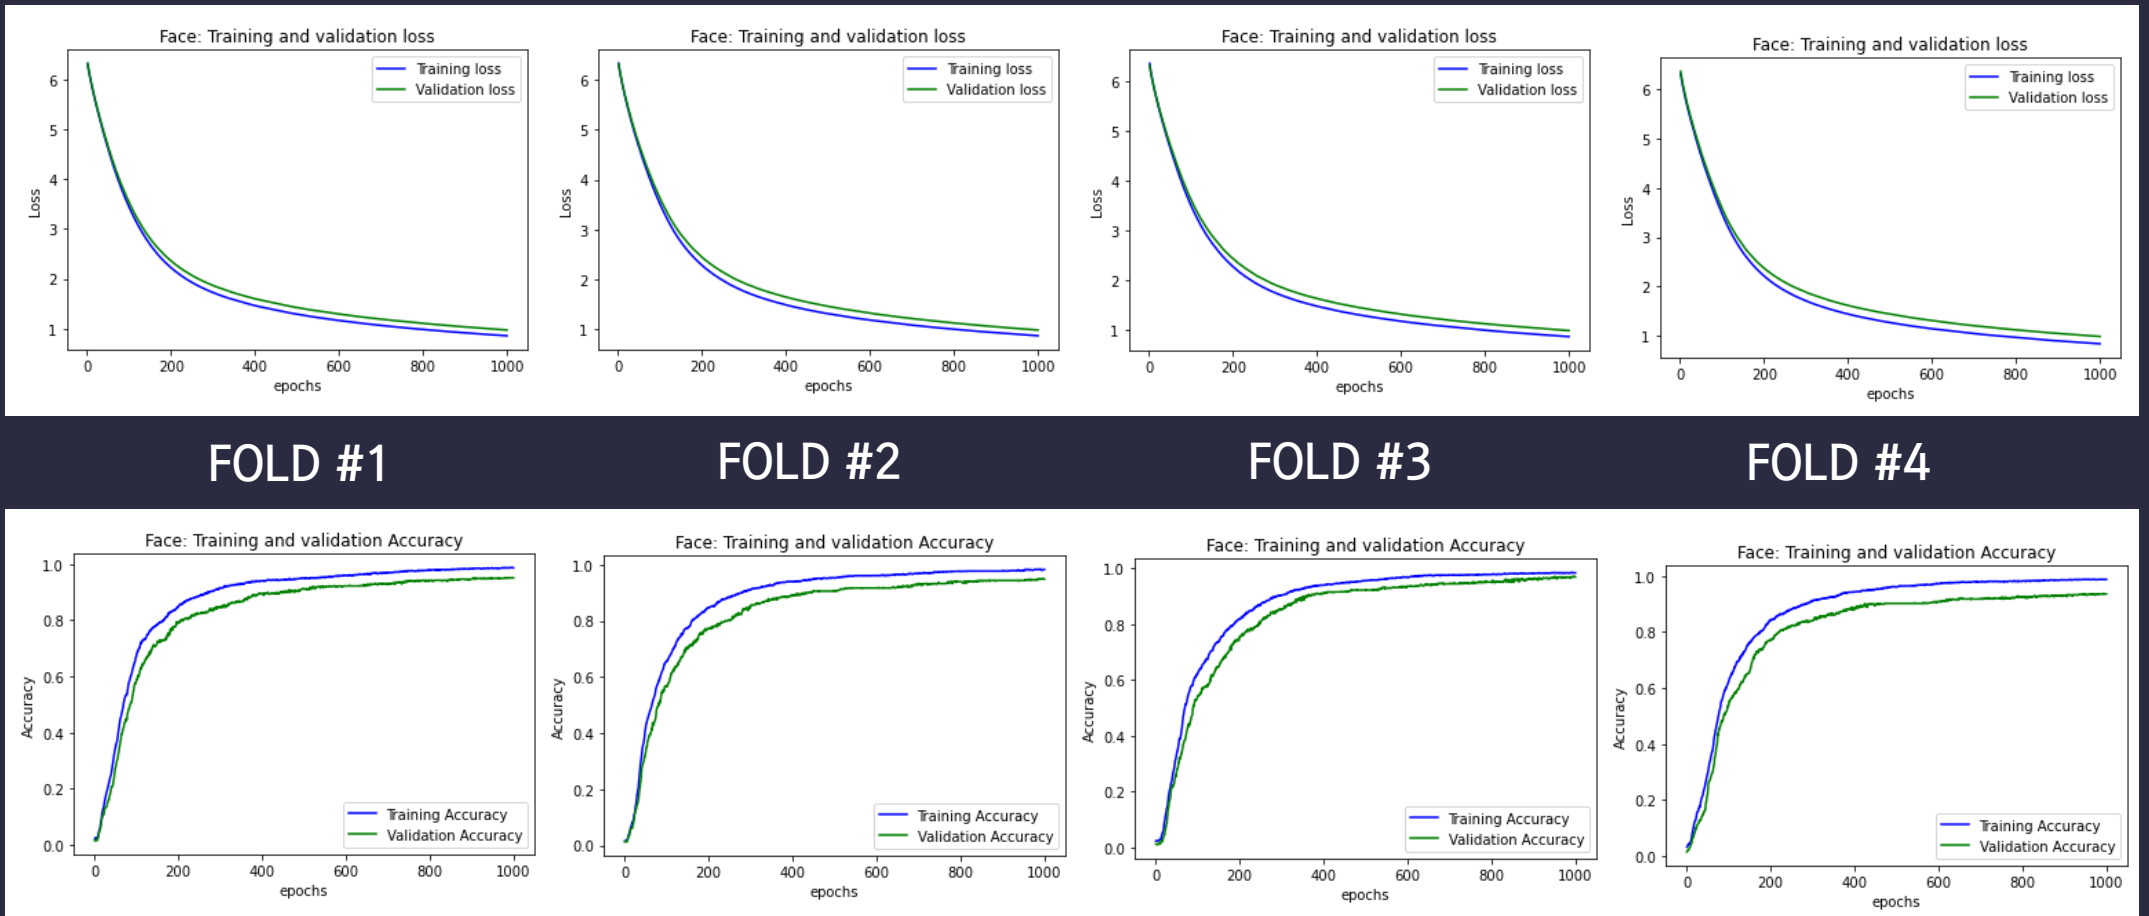 Face: Training and validation loss
Training loss
Validation loss
6
5
4
3
2
1
Loss
0 200 400 600 800 1000
epochs
Face: Training and validation loss
Training loss
Validation loss
6
5
4
3
2
1
Loss
0 200 400 600 800 1000
epochs
Face: Training and validation loss
Training loss
Validation loss
6
5
4
3
2
1
Loss
0 200 400 600 800 1000
epochs
Face: Training and validation loss
Training loss
Validation loss
6
5
4
3
2
1
Loss
0 200 400 600 800 1000
epochs
FOLD #1
FOLD #2
FOLD #3
FOLD #4
Face: Training and validation Accuracy
1.0
0.8
0.6
0.4
0.2
0.0
Accuracy
Training Accuracy
Validation Accuracy
0 200 400 600 800 1000
epochs
Face: Training and validation Accuracy
1.0
0.8
0.6
0.4
0.2
0.0
Accuracy
Training Accuracy
Validation Accuracy
0 200 400 600 800 1000
epochs
Face: Training and validation Accuracy
1.0
0.8
0.6
0.4
0.2
0.0
Accuracy
Training Accuracy
Validation Accuracy
0 200 400 600 800 1000
epochs
Face: Training and validation Accuracy
1.0
0.8
0.6
0.4
0.2
0.0
Accuracy
Training Accuracy
Validation Accuracy
0 200 400 600 800 1000
epochs